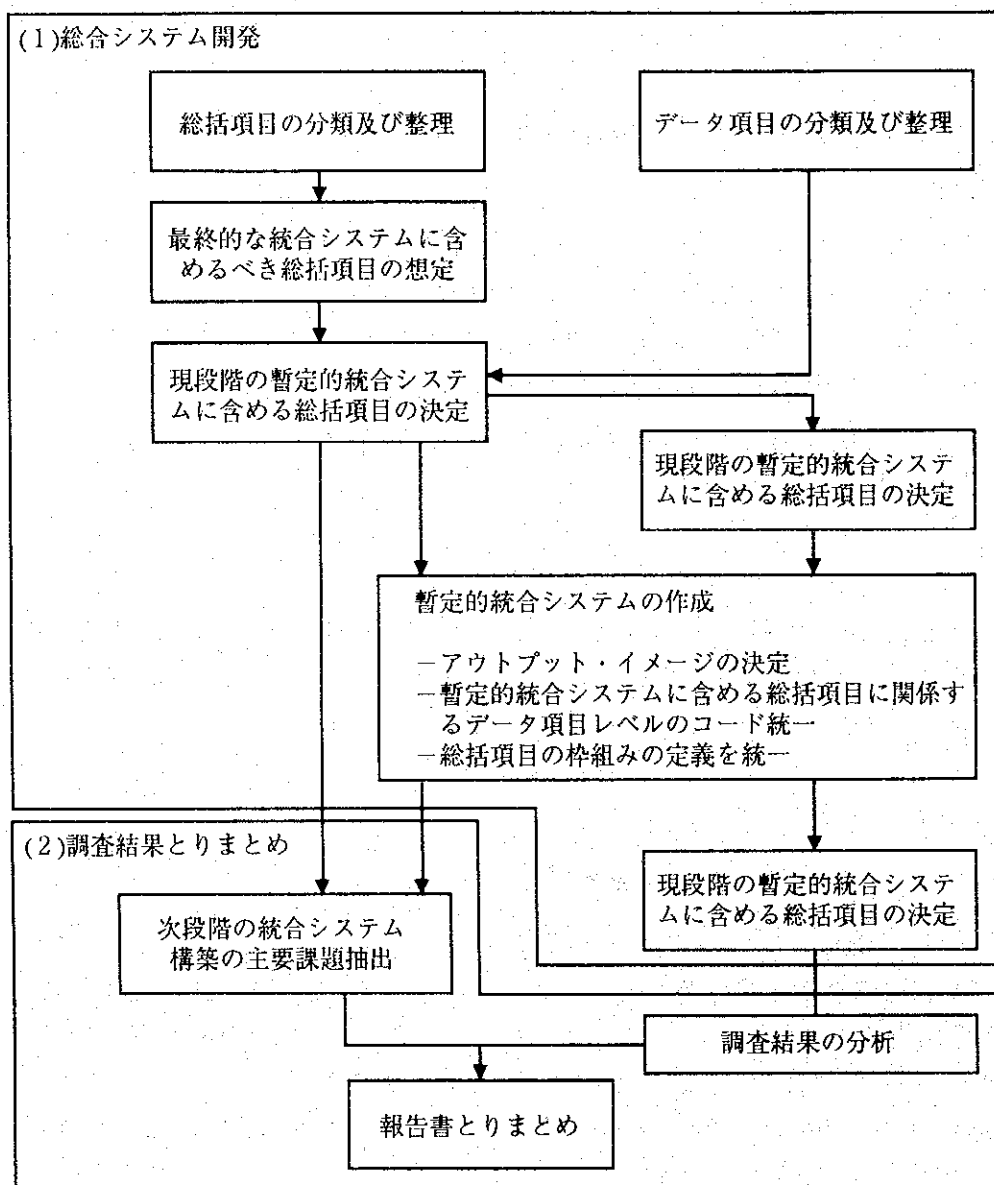 (1)総合システム開発
総括項目の分類及び整理
データ項目の分類及び整理
最終的な統合システムに含
めるべき総括項目の想定
現段階の暫定的統合システ
ムに含める総括項目の決定
現段階の暫定的統合システ
ムに含める総括項目の決定
暫定的統合システムの作成
－アウトプット・イメージの決定
－暫定的統合システムに含める総括項目に関係す
るデータ項目レベルのコード統一
－総括項目の枠組みの定義を統一
(2)調査結果とりまとめ
現段階の暫定的統合システ
ムに含める総括項目の決定
次段階の統合システム
構築の主要課題抽出
調査結果の分析
報告書とりまとめ